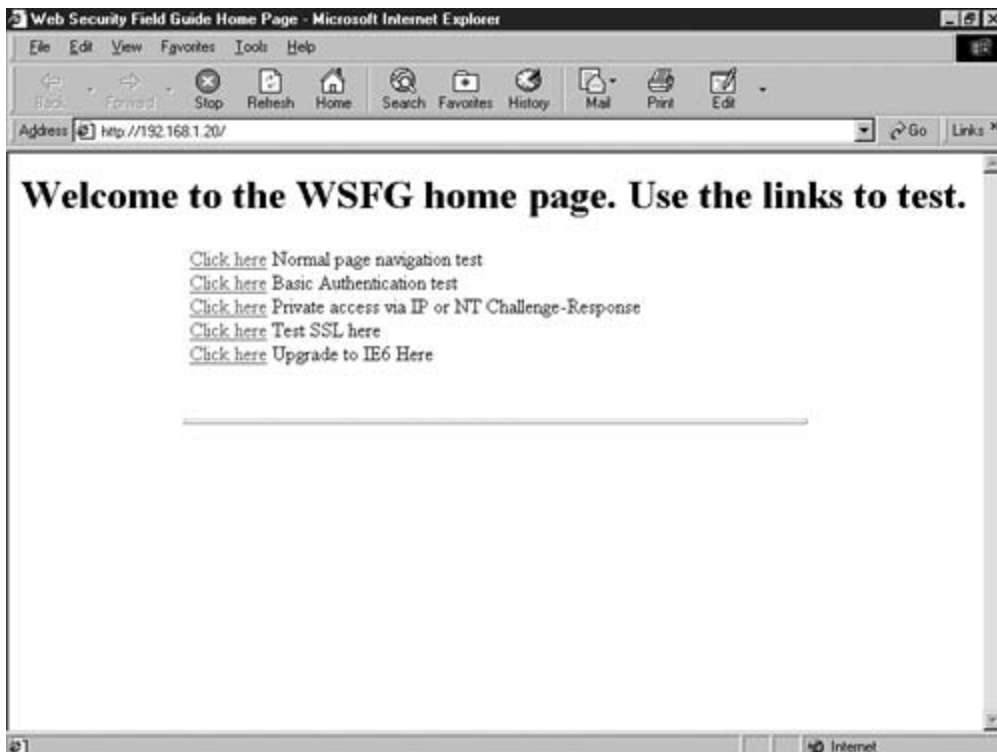 Web Security Field Guide Home Page - Microsoft Internet Explorer
File Edit View Favorites Tools Help
Back Forward Stop Refresh Home Search Favorites History Mail Print Edit
Address http://192.168.1.20/ Go Links
Welcome to the WSFG home page. Use the links to test.
Click here Normal page navigation test
Click here Basic Authentication test
Click here Private access via IP or NT Challenge-Response
Click here Test SSL here
Click here Upgrade to IE6 Here
Internet